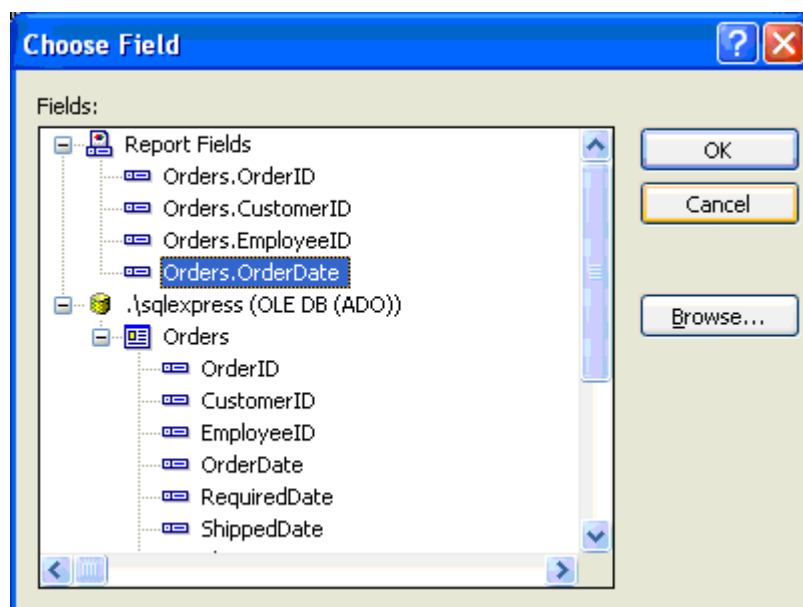 Choose Field
Fields:
Report Fields
Orders.OrderID
Orders.CustomerID
Orders.EmployeeID
Orders.OrderDate
.\sqlexpress (OLE DB (ADO))
Orders
OrderID
CustomerID
EmployeeID
OrderDate
RequiredDate
ShippedDate
OK
Cancel
Browse...